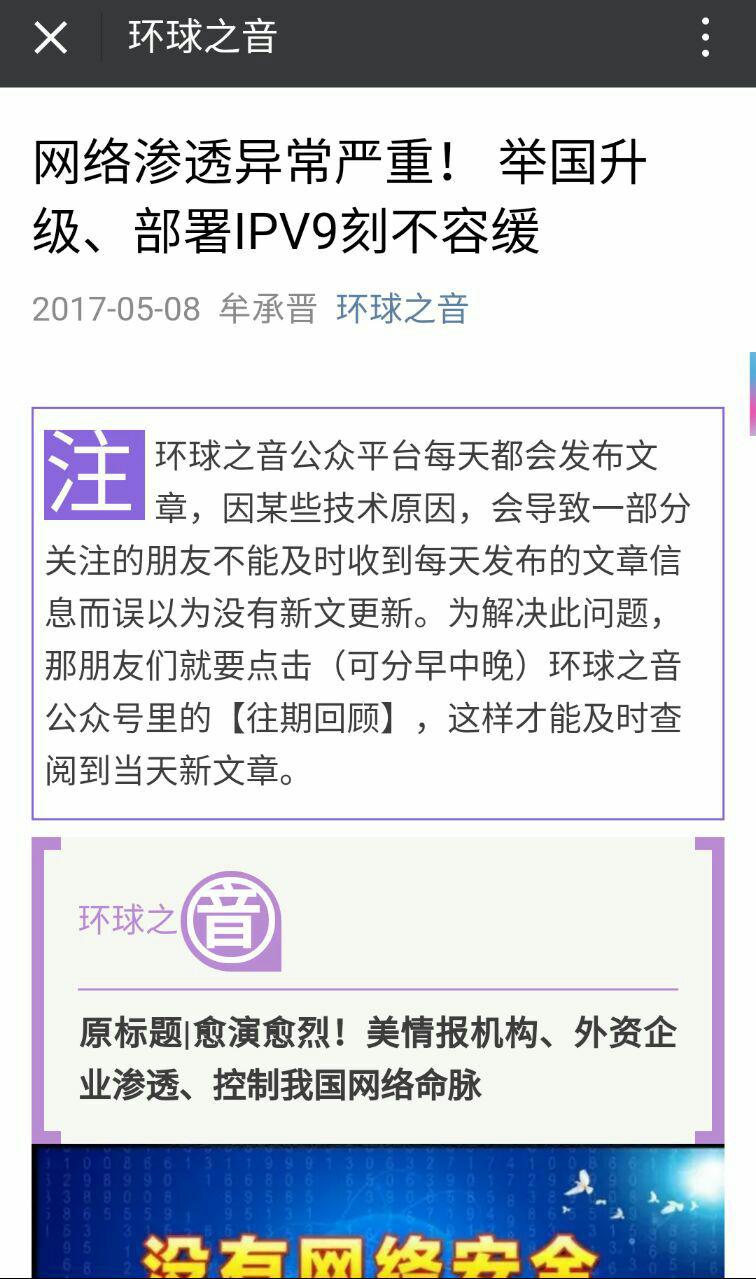 环球之音
网络渗透异常严重！ 举国升
级、部署IPV9刻不容缓
2017-05-08 牟承晋 环球之音
注 环球之音公众平台每天都会发布文
章，因某些技术原因，会导致一部分
关注的朋友不能及时收到每天发布的文章信
息而误以为没有新文更新。为解决此问题，
那朋友们就要点击（可分早中晚）环球之音
公众号里的【往期回顾】，这样才能及时查
阅到当天新文章。
环球之音
原标题|愈演愈烈！美情报机构、外资企
业渗透、控制我国网络命脉
没有网络安全